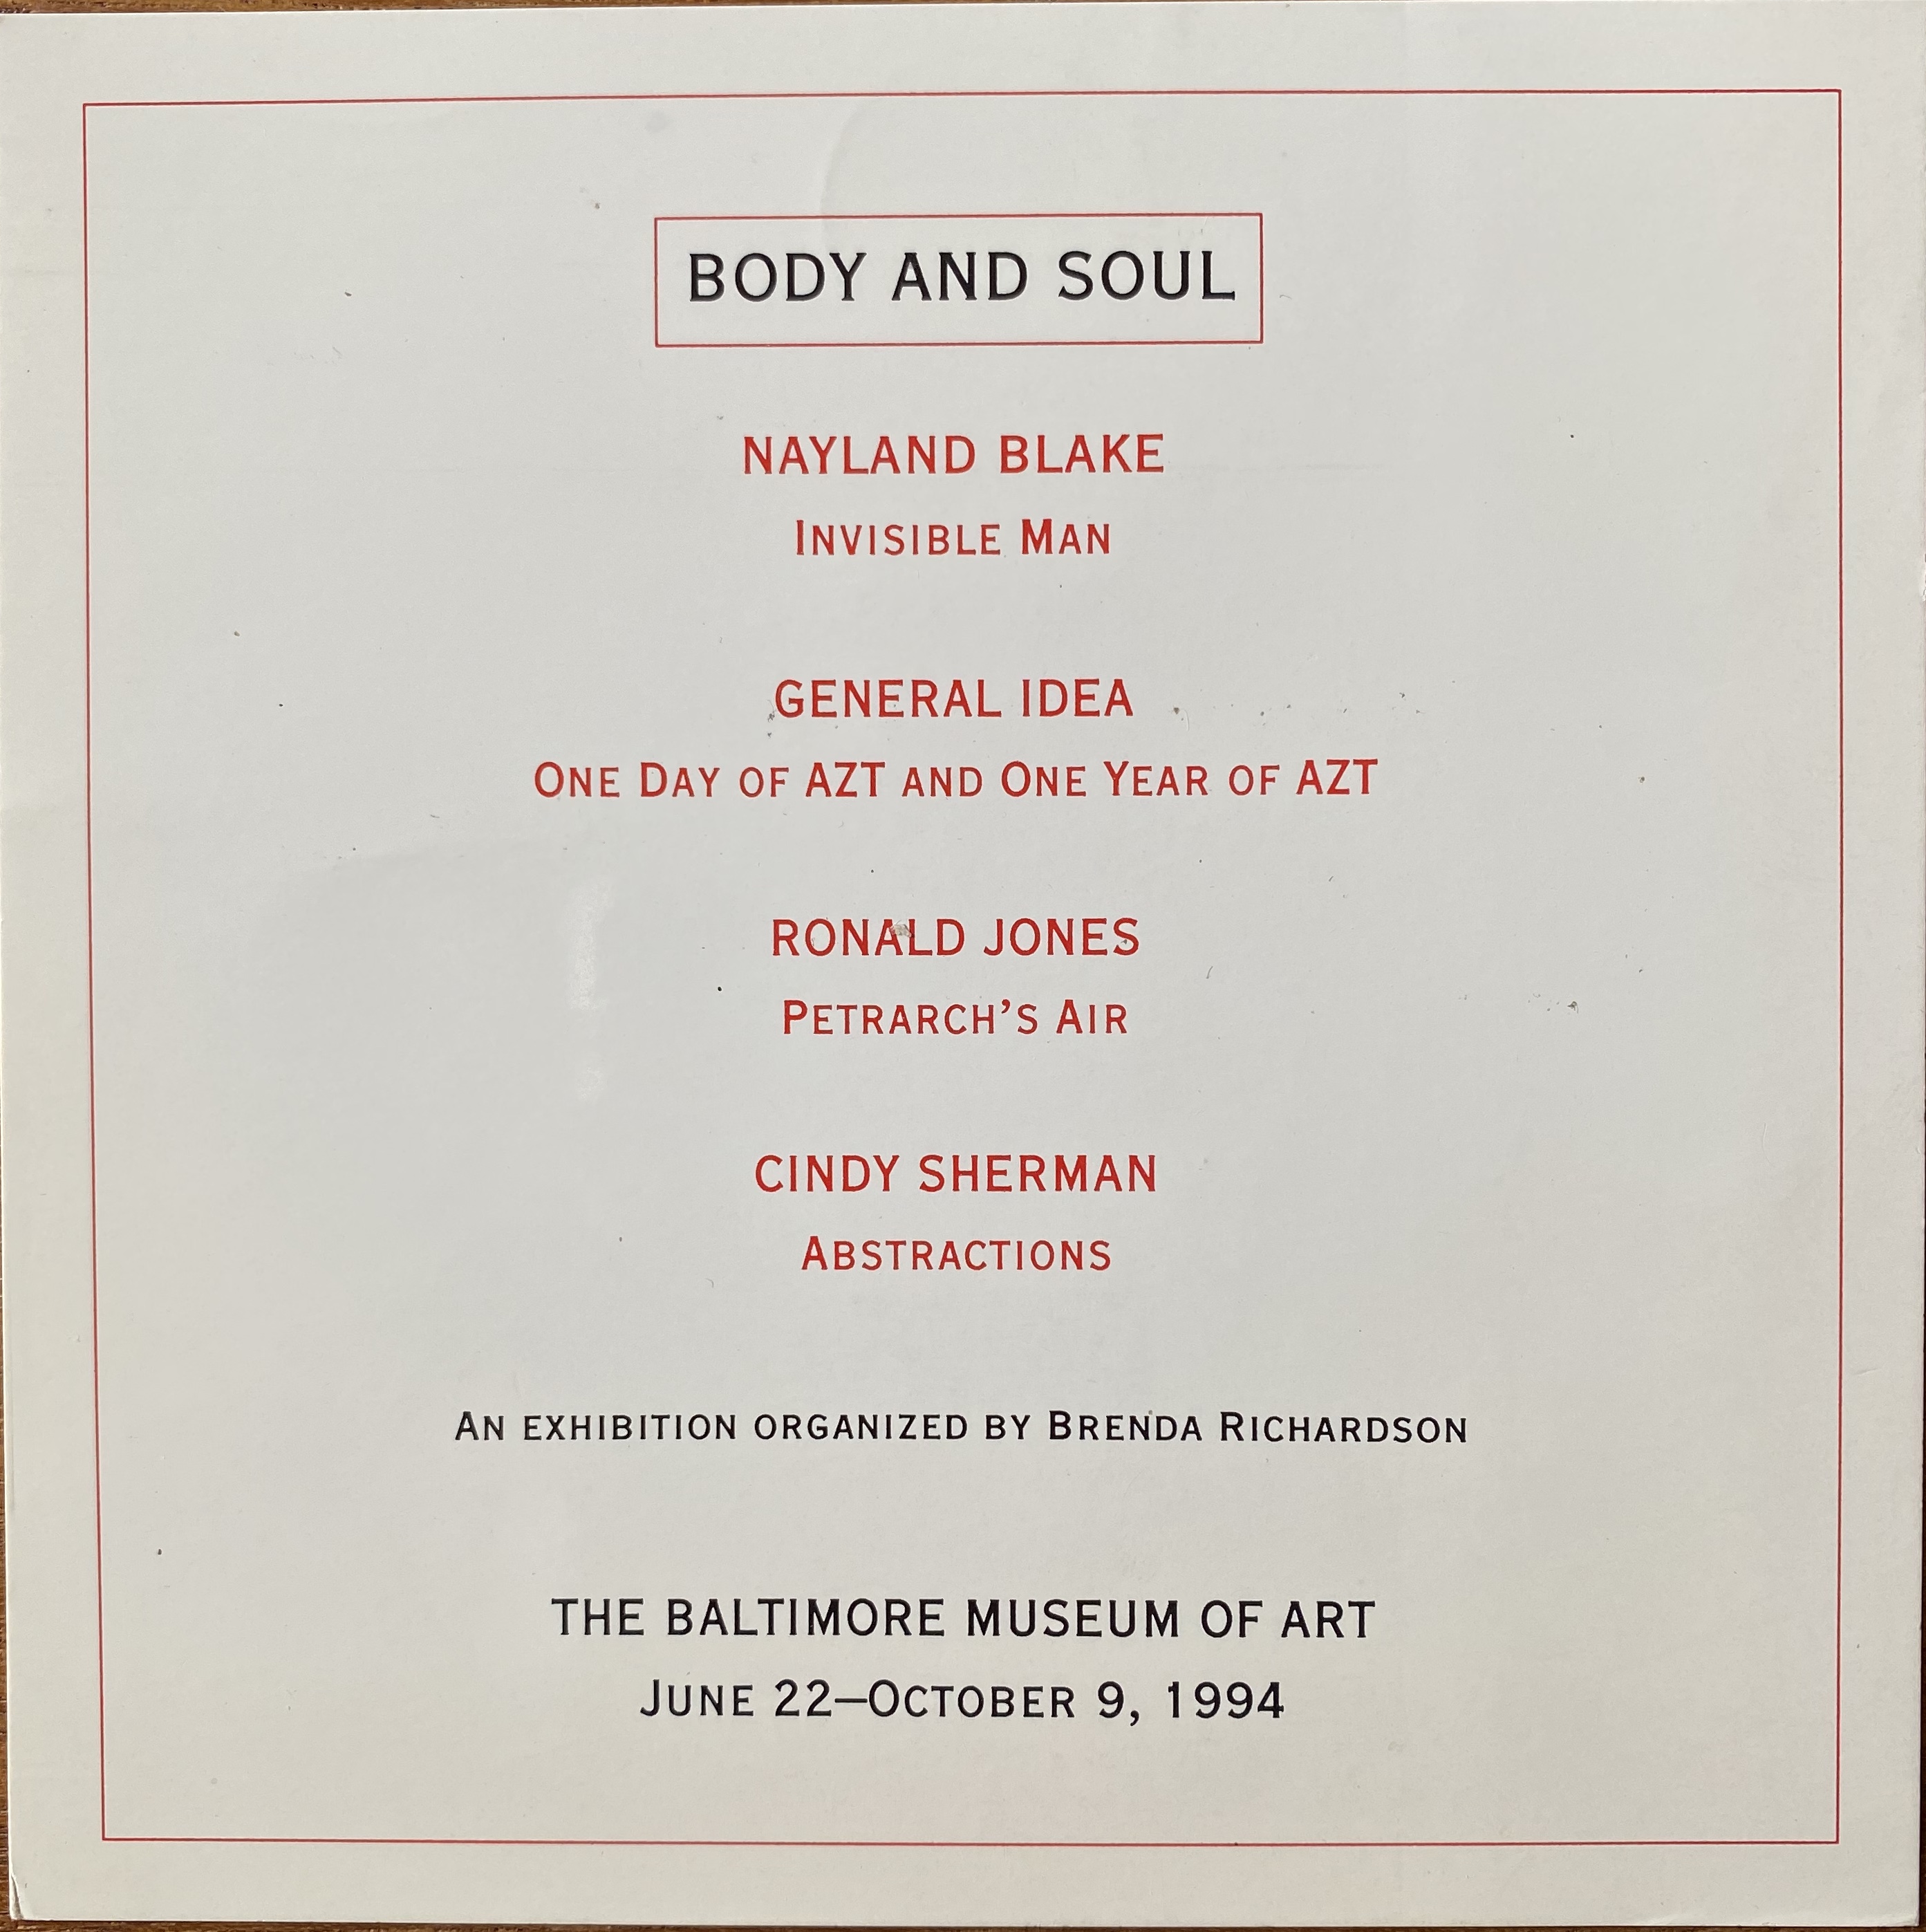 BODY AND SOUL
NAYLAND BLAKE
INVISIBLE MAN
GENERAL IDEA
ONE DAY OF AZT AND ONE YEAR OF AZT
RONALD JONES
PETRARCH’S AIR
CINDY SHERMAN
ABSTRACTIONS
AN EXHIBITION ORGANIZED BY BRENDA RICHARDSON
THE BALTIMORE MUSEUM OF ART
JUNE 22–OCTOBER 9, 1994